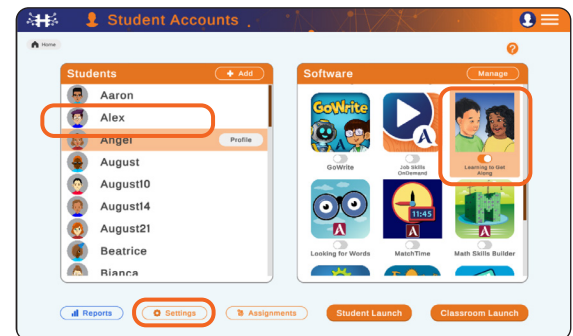 Student Accounts
Home
?
Students
+ Add
Aaron
Alex
Angel
Profile
August
August10
August14
August21
Beatrice
Bianca
Software
Manage
GoWrite
GoWrite
A
Job Skills
OnDemand
Learning to Get
Along
A
Looking for Words
11:45
A
MatchTime
M
A
Math Skills Builder
Reports
Settings
Assignments
Student Launch
Classroom Launch